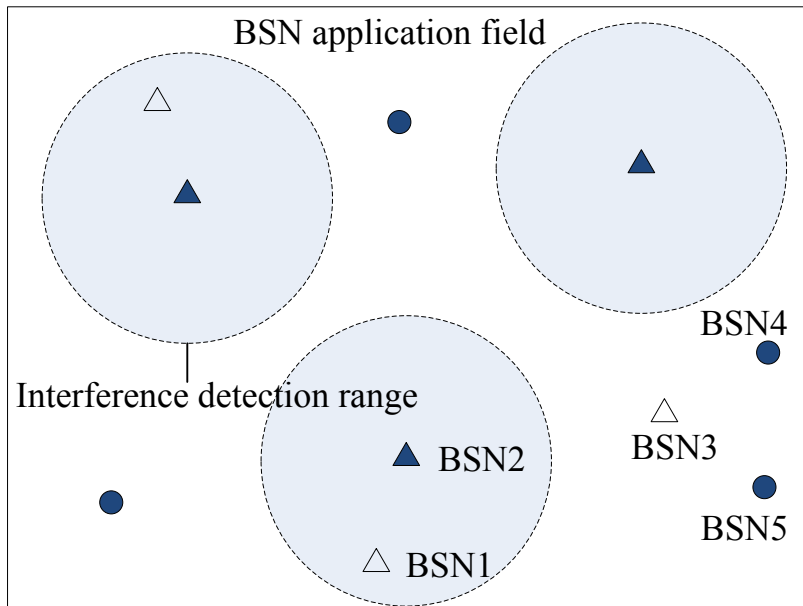 BSN application field
BSN4
Interference detection range
BSN3
BSN2
BSN5
BSN1